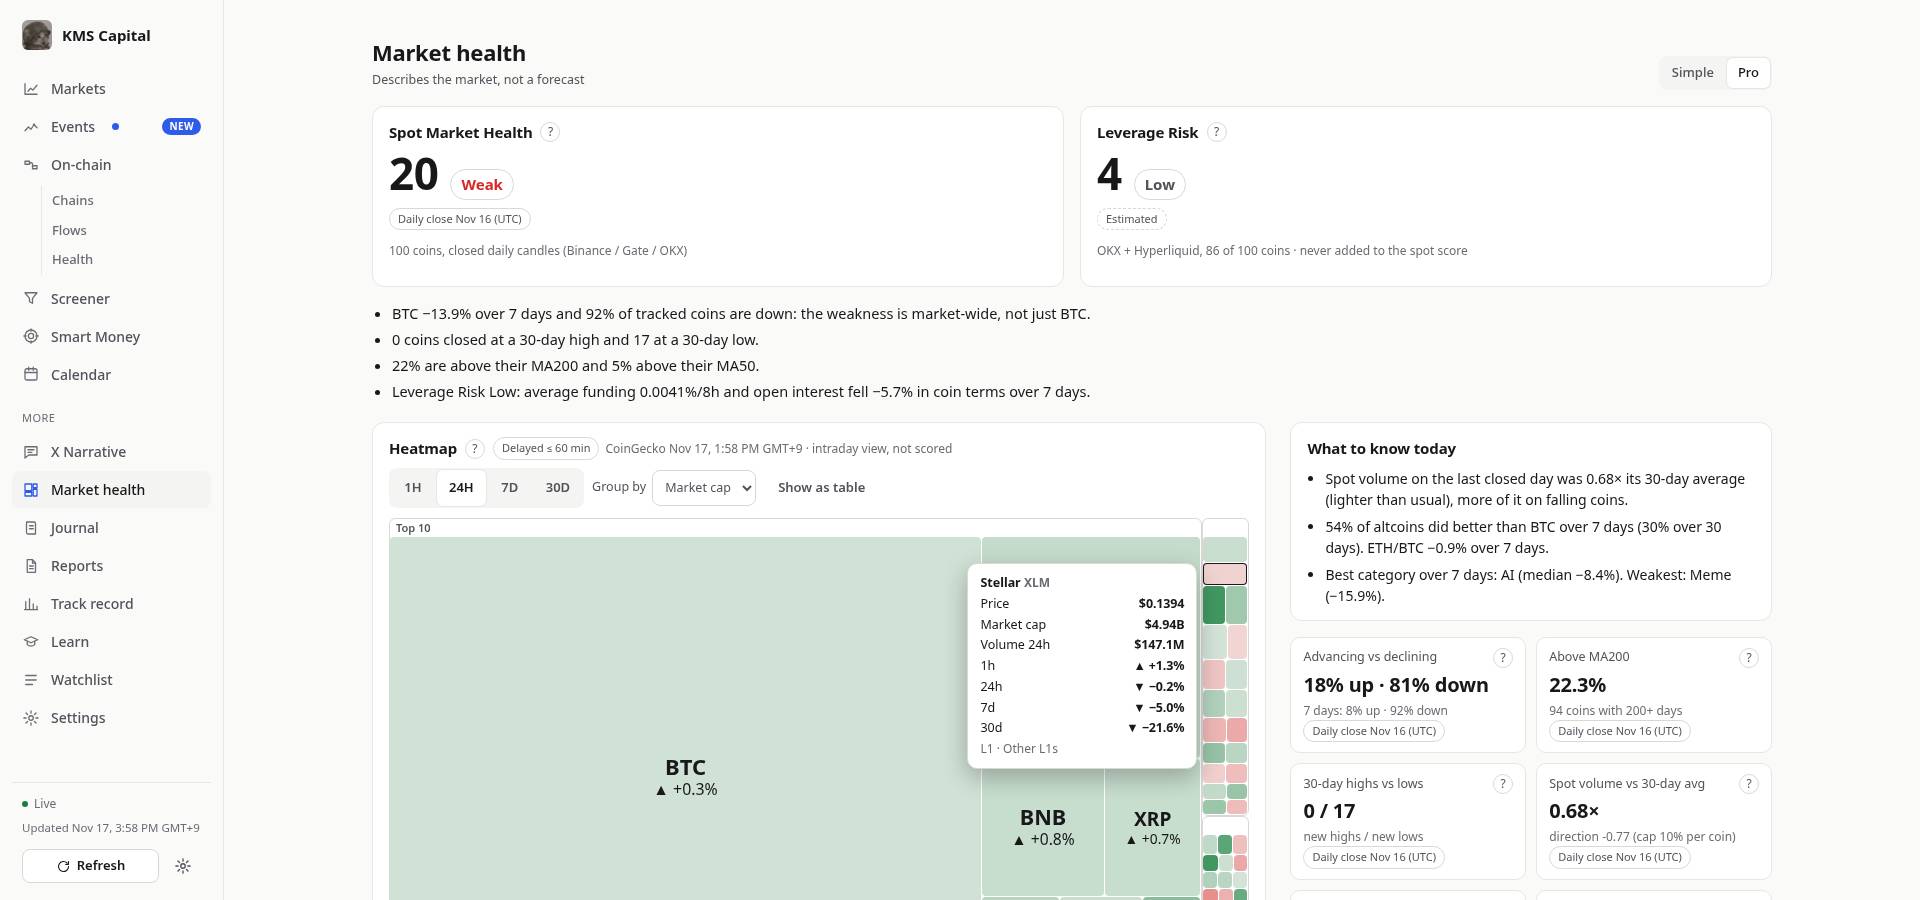 KMS Capital
Markets
Events NEW
On-chain
Chains
Flows
Health
Screener
Smart Money
Calendar
MORE
X Narrative
Market health
Journal
Reports
Track record
Learn
Watchlist
Settings
Live
Updated Nov 17, 3:58 PM GMT+9
Refresh
Market health
Describes the market, not a forecast
Simple Pro
Spot Market Health ?
20 Weak
Daily close Nov 16 (UTC)
100 coins, closed daily candles (Binance / Gate / OKX)
Leverage Risk ?
4 Low
Estimated
OKX + Hyperliquid, 86 of 100 coins · never added to the spot score
• BTC −13.9% over 7 days and 92% of tracked coins are down: the weakness is market-wide, not just BTC.
• 0 coins closed at a 30-day high and 17 at a 30-day low.
• 22% are above their MA200 and 5% above their MA50.
• Leverage Risk Low: average funding 0.0041%/8h and open interest fell −5.7% in coin terms over 7 days.
Heatmap ? Delayed ≤ 60 min CoinGecko Nov 17, 1:58 PM GMT+9 · intraday view, not scored
1H 24H 7D 30D Group by Market cap Show as table
Top 10
BTC
▲ +0.3%
Stellar XLM
Price $0.1394
Market cap $4.94B
Volume 24h $147.1M
1h ▲ +1.3%
24h ▼ −0.2%
7d ▼ −5.0%
30d ▼ −21.6%
L1 · Other L1s
BNB
▲ +0.8%
XRP
▲ +0.7%
What to know today
• Spot volume on the last closed day was 0.68× its 30-day average
(lighter than usual), more of it on falling coins.
• 54% of altcoins did better than BTC over 7 days (30% over 30
days). ETH/BTC −0.9% over 7 days.
• Best category over 7 days: AI (median −8.4%). Weakest: Meme
(−15.9%).
Advancing vs declining ?
18% up · 81% down
7 days: 8% up · 92% down
Daily close Nov 16 (UTC)
Above MA200 ?
22.3%
94 coins with 200+ days
Daily close Nov 16 (UTC)
30-day highs vs lows ?
0 / 17
new highs / new lows
Daily close Nov 16 (UTC)
Spot volume vs 30-day avg ?
0.68×
direction -0.77 (cap 10% per coin)
Daily close Nov 16 (UTC)